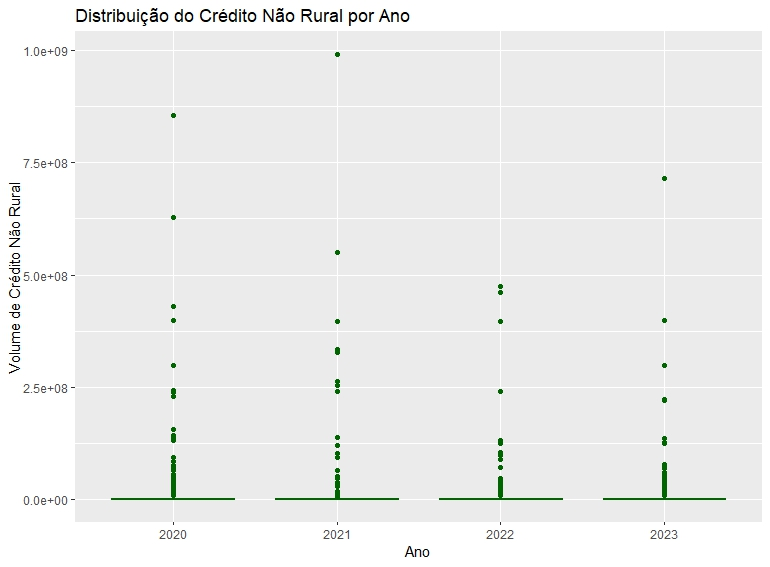 Distribuição do Crédito Não Rural por Ano
Volume de Crédito Não Rural
1.0e+09
7.5e+08
5.0e+08
2.5e+08
0.0e+00
2020 2021 2022 2023
Ano